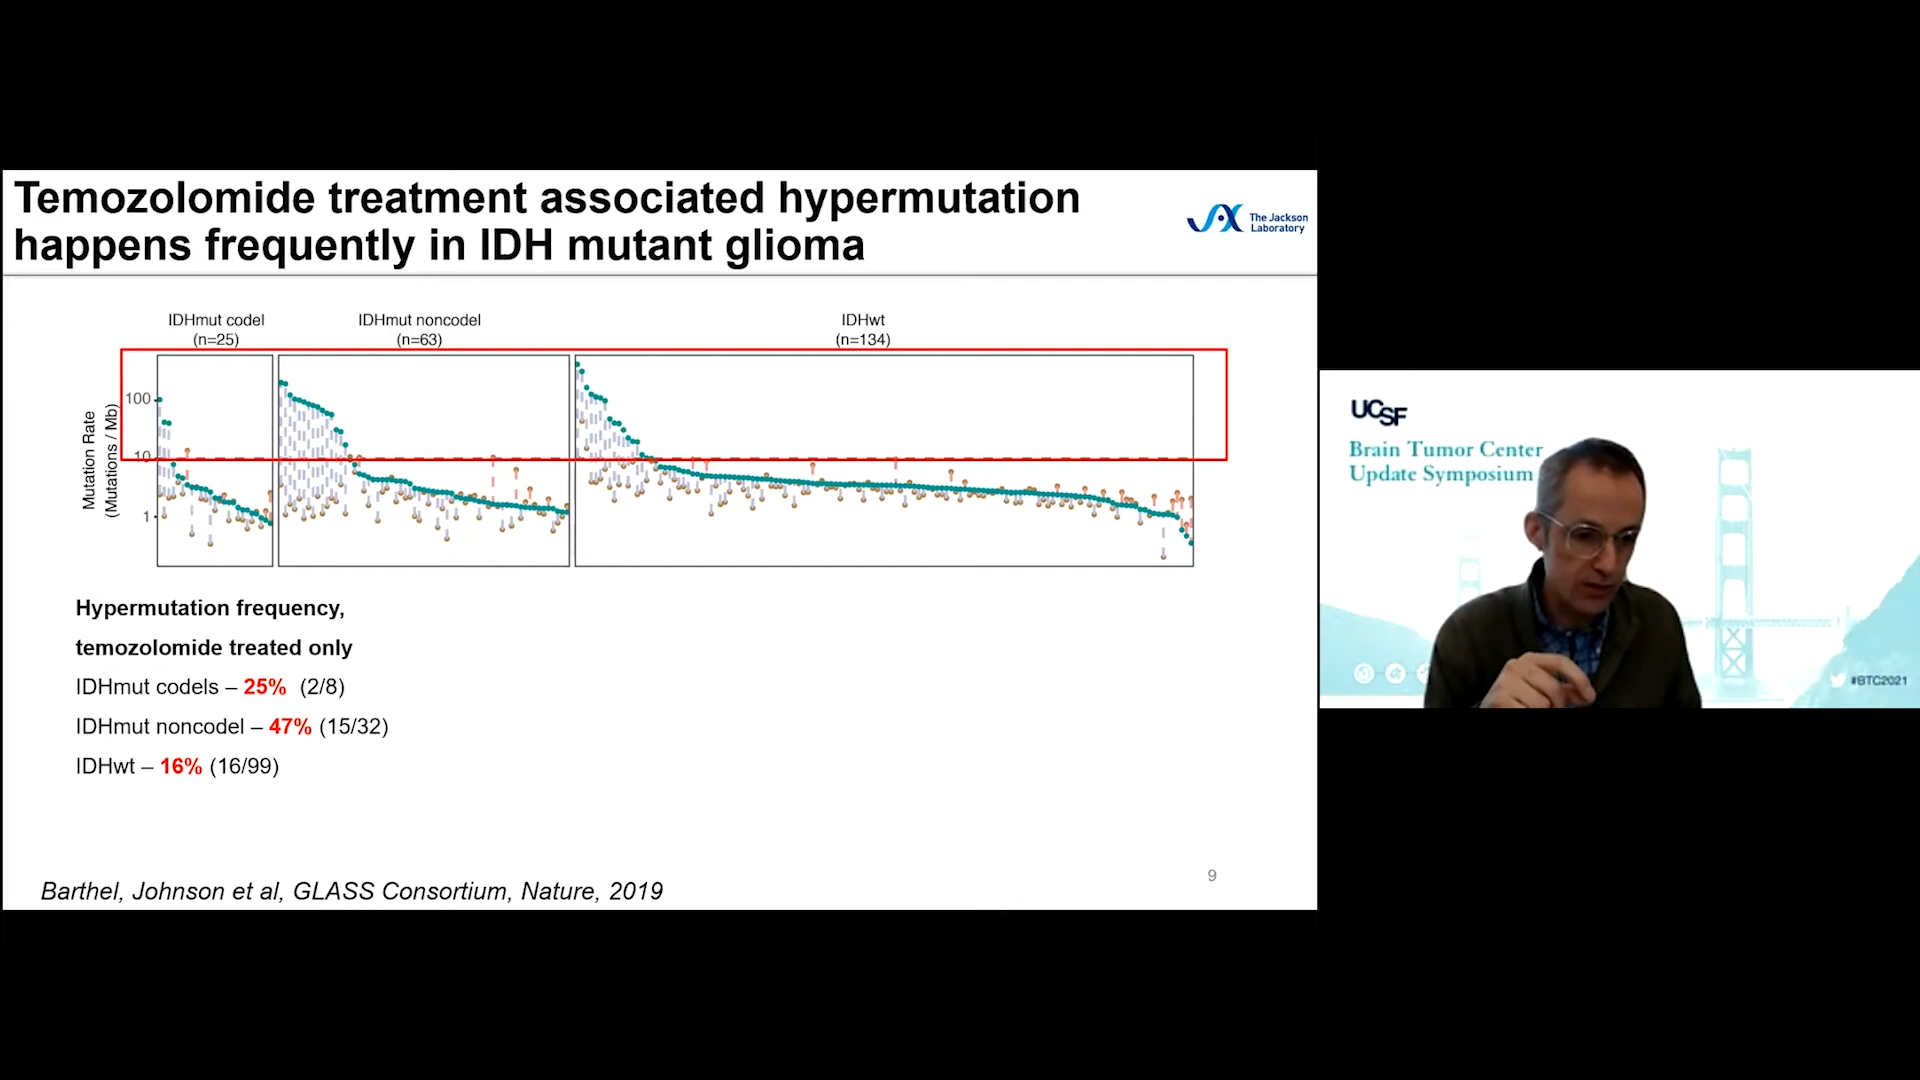 Temozolomide treatment associated hypermutation
happens frequently in IDH mutant glioma
The Jackson
Laboratory
IDHmut codel
(n=25)
IDHmut noncodel
(n=63)
IDHwt
(n=134)
Mutation Rate
(Mutations / Mb)
100
10
1
Hypermutation frequency,
temozolomide treated only
IDHmut codels – 25% (2/8)
IDHmut noncodel – 47% (15/32)
IDHwt – 16% (16/99)
Barthel, Johnson et al, GLASS Consortium, Nature, 2019
9
UCSF
Brain Tumor Center
Update Symposium
#BTC2021